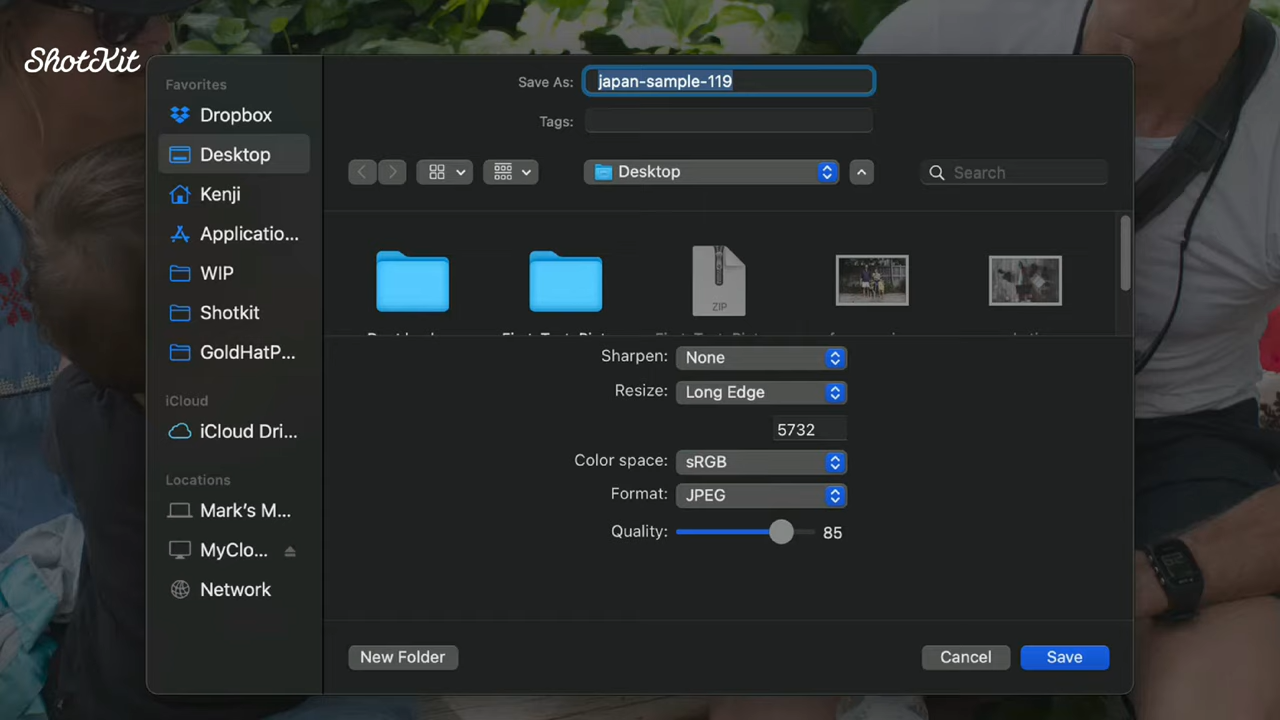 ShotKit
Favorites
Dropbox
Desktop
Kenji
Applicatio...
WIP
Shotkit
GoldHatP...
iCloud
iCloud Dri...
Locations
Mark's M...
MyClo...
Network
Save As: japan-sample-119
Tags:
Desktop
Search
ZIP
Sharpen: None
Resize: Long Edge
5732
Color space: sRGB
Format: JPEG
Quality: 85
New Folder
Cancel
Save